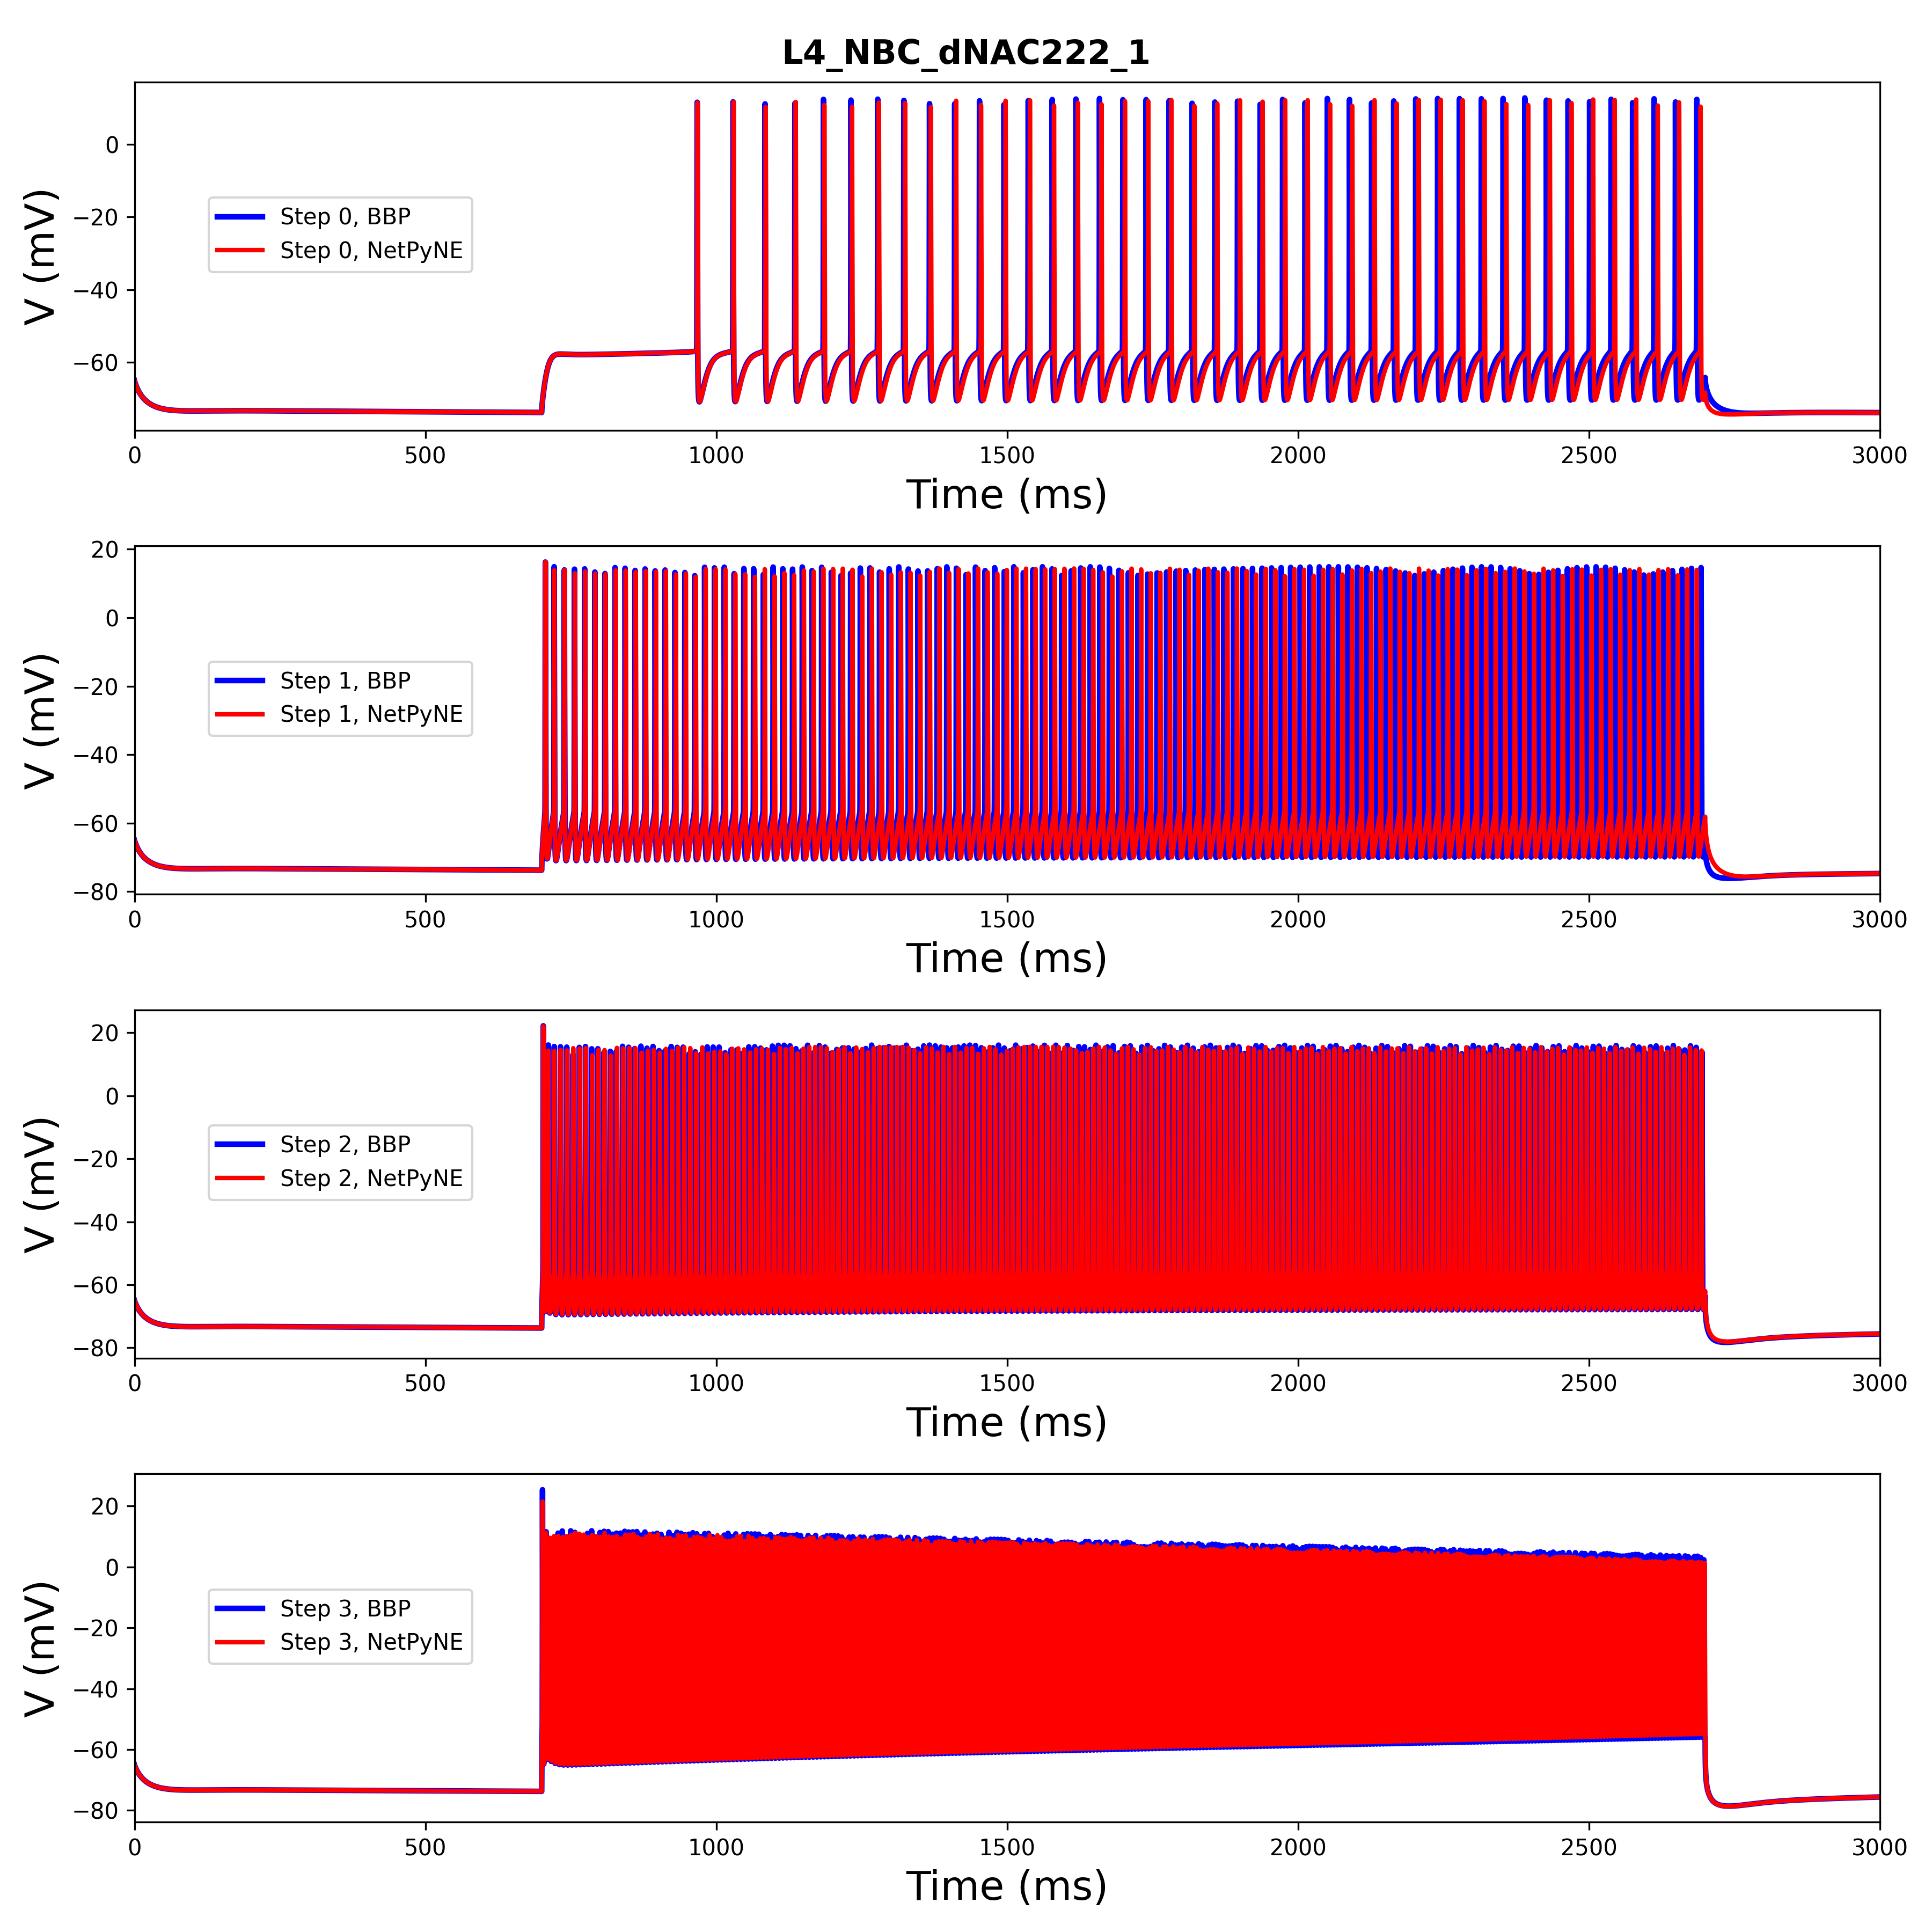 L4_NBC_dNAC222_1
V (mV)
0
−20
−40
−60
Step 0, BBP
Step 0, NetPyNE
0 500 1000 1500 2000 2500 3000
Time (ms)
V (mV)
20
0
−20
−40
−60
−80
Step 1, BBP
Step 1, NetPyNE
0 500 1000 1500 2000 2500 3000
Time (ms)
V (mV)
20
0
−20
−40
−60
−80
Step 2, BBP
Step 2, NetPyNE
0 500 1000 1500 2000 2500 3000
Time (ms)
V (mV)
20
0
−20
−40
−60
−80
Step 3, BBP
Step 3, NetPyNE
0 500 1000 1500 2000 2500 3000
Time (ms)